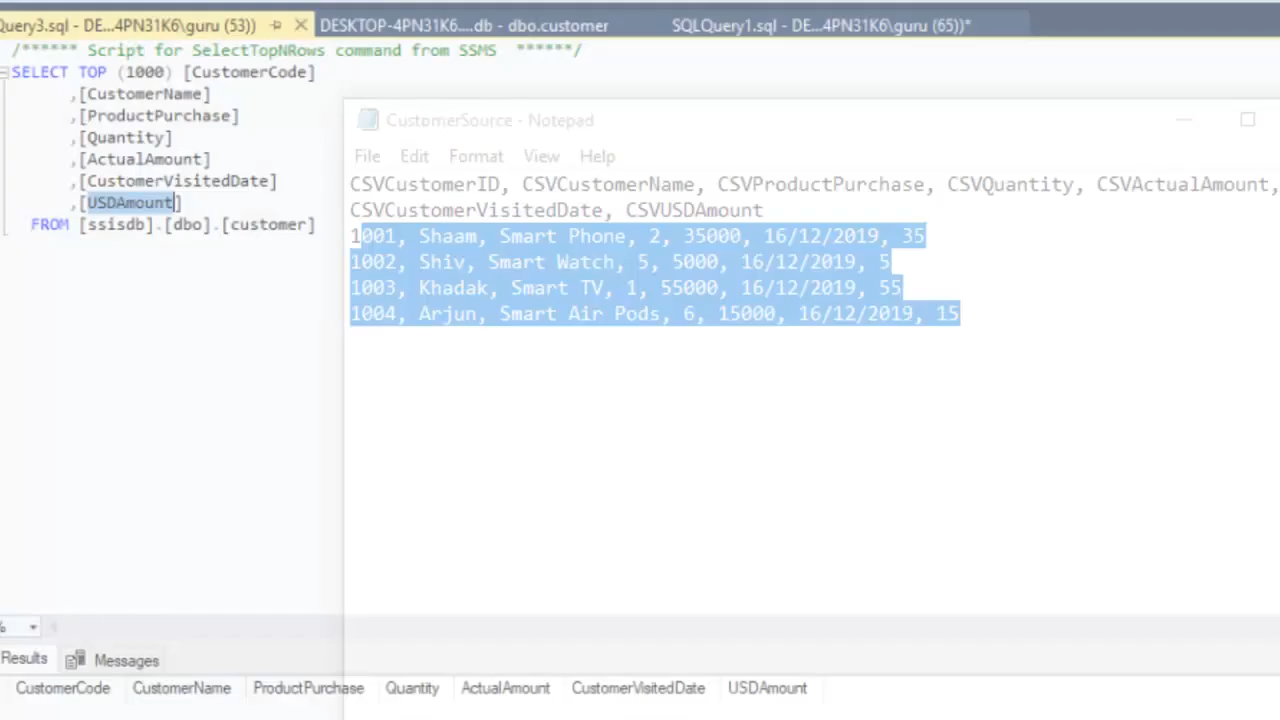 Query3.sql - DE...4PN31K6\guru (53))
DESKTOP-4PN31K6....db - dbo.customer
SQLQuery1.sql - DE...4PN31K6\guru (65))*
/****** Script for SelectTopNRows command from SSMS ******/
SELECT TOP (1000) [CustomerCode]
,[CustomerName]
,[ProductPurchase]
,[Quantity]
,[ActualAmount]
,[CustomerVisitedDate]
,[USDAmount]
FROM [ssisdb].[dbo].[customer]
CustomerSource - Notepad
File Edit Format View Help
CSVCustomerID, CSVCustomerName, CSVProductPurchase, CSVQuantity, CSVActualAmount,
CSVCustomerVisitedDate, CSVUSDAmount
1001, Shaam, Smart Phone, 2, 35000, 16/12/2019, 35
1002, Shiv, Smart Watch, 5, 5000, 16/12/2019, 5
1003, Khadak, Smart TV, 1, 55000, 16/12/2019, 55
1004, Arjun, Smart Air Pods, 6, 15000, 16/12/2019, 15
%
Results Messages
CustomerCode CustomerName ProductPurchase Quantity ActualAmount CustomerVisitedDate USDAmount